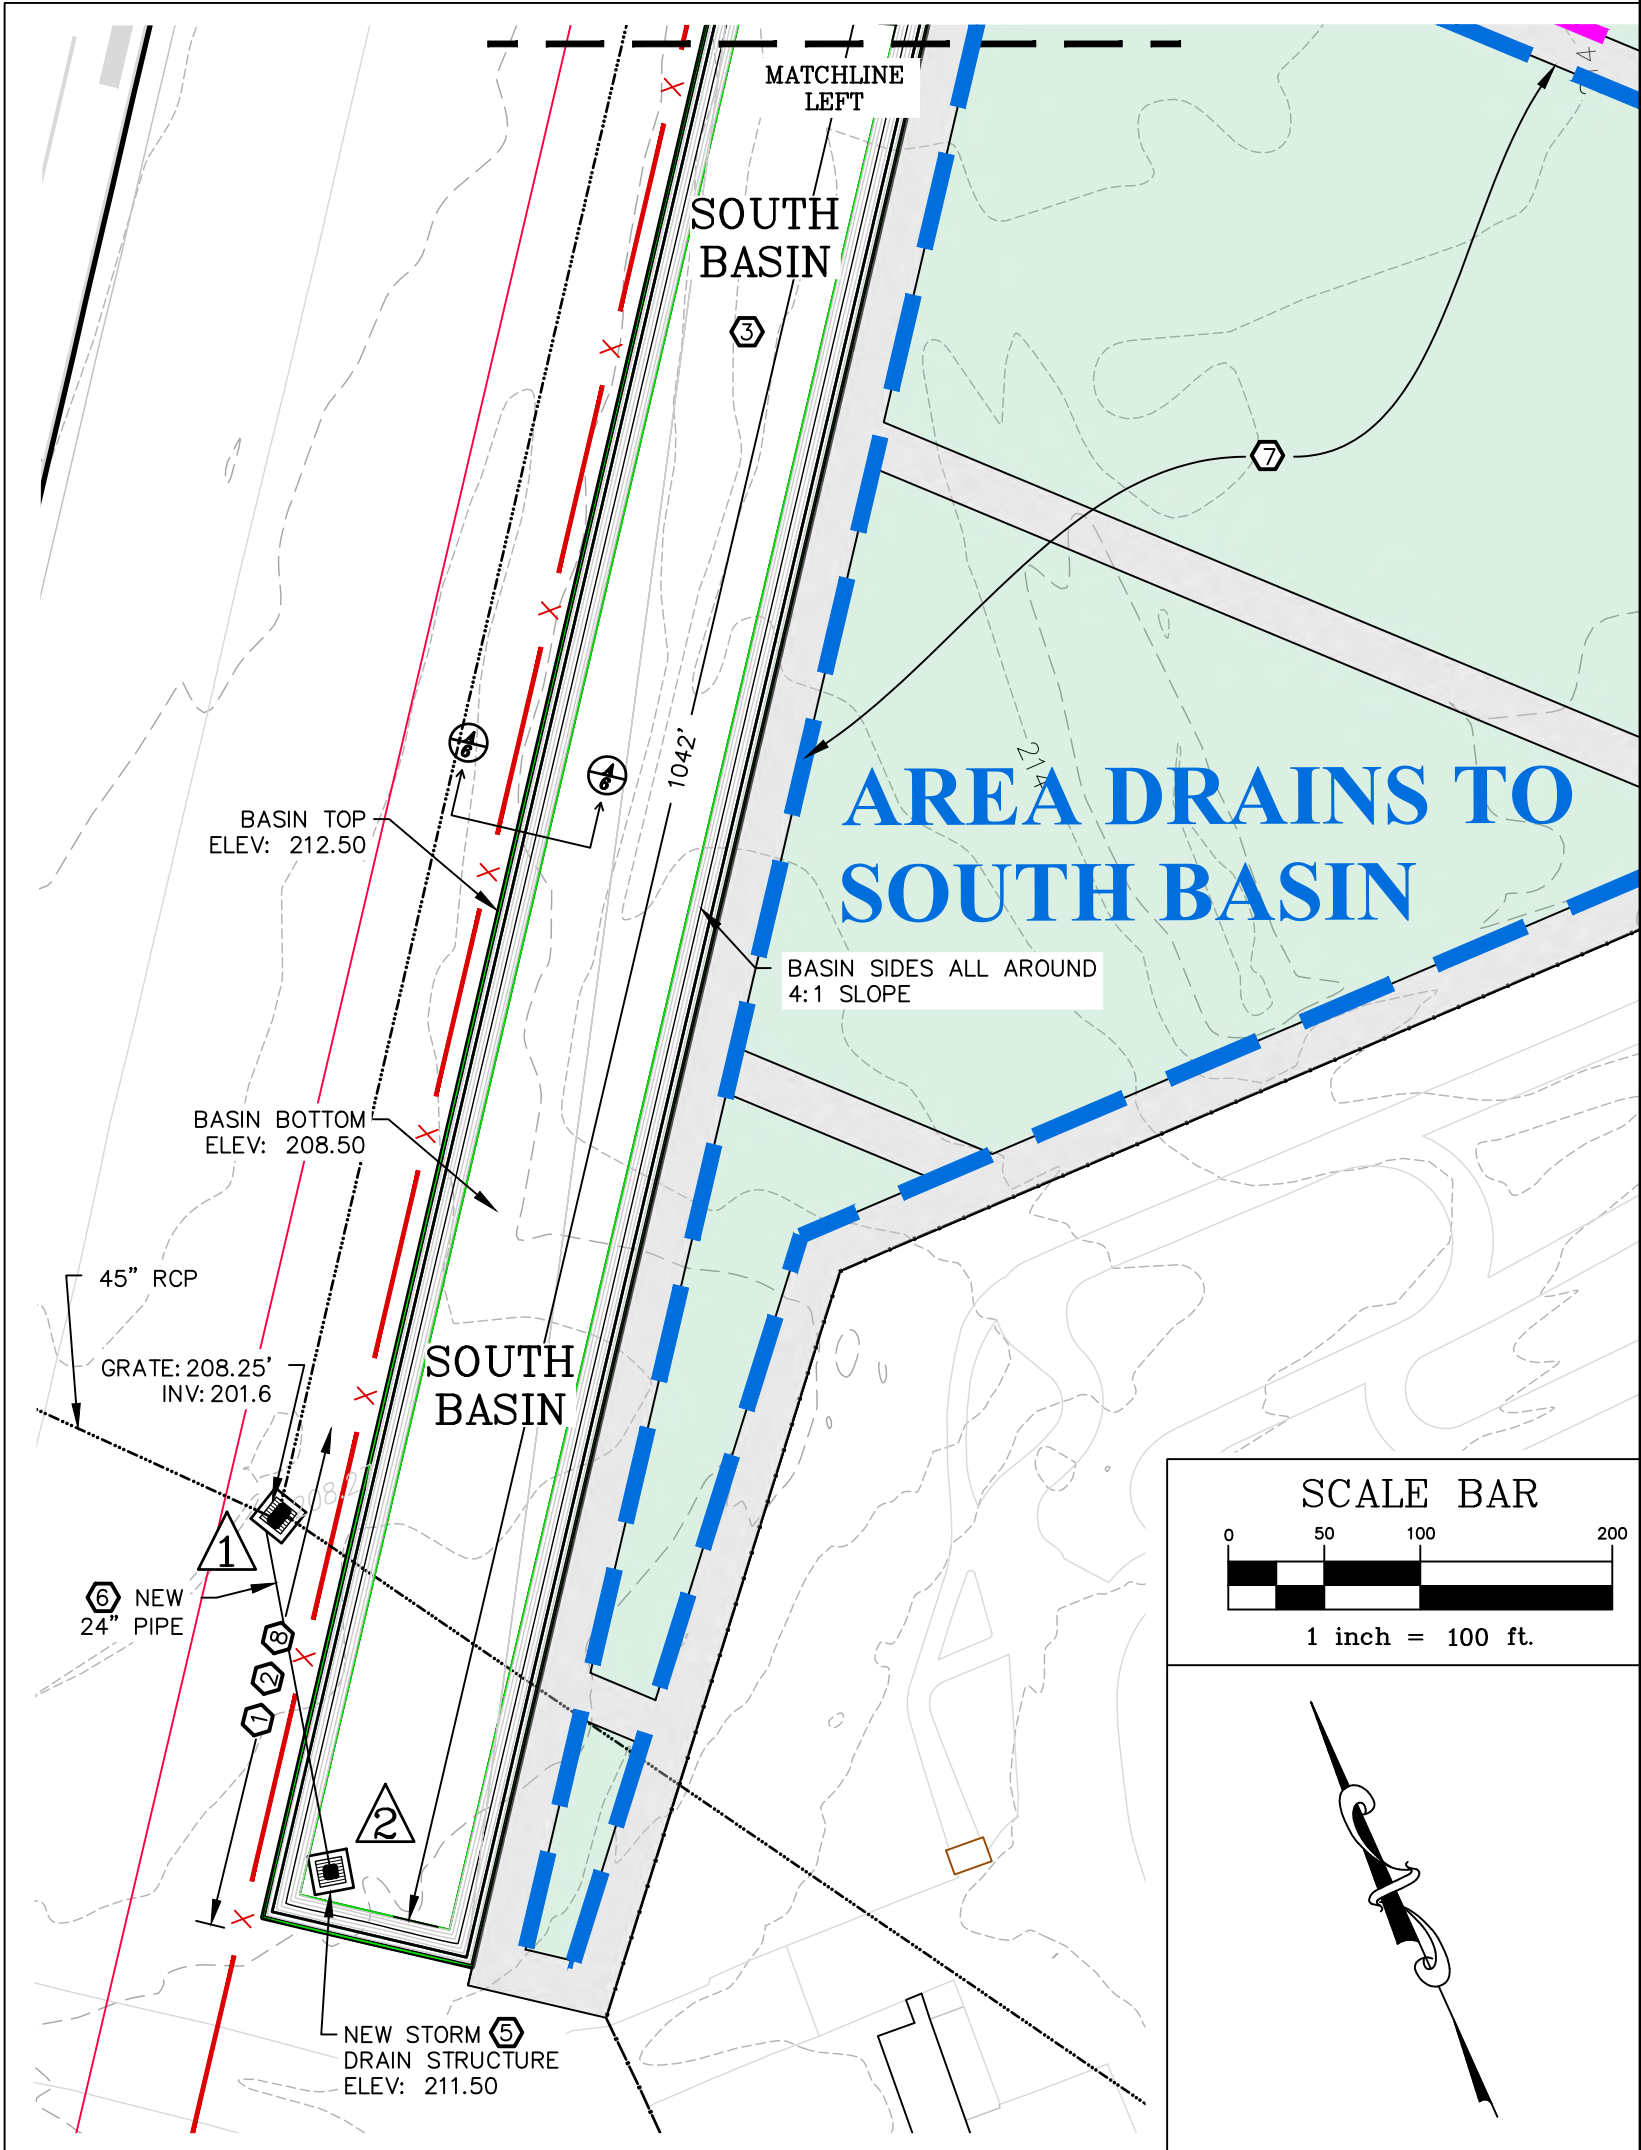 MATCHLINE
LEFT
SOUTH
BASIN
3
7
A
6
A
6
1042'
214
BASIN TOP
ELEV: 212.50
AREA DRAINS TO
SOUTH BASIN
BASIN SIDES ALL AROUND
4:1 SLOPE
BASIN BOTTOM
ELEV: 208.50
45" RCP
GRATE: 208.25'
INV: 201.6
SOUTH
BASIN
1
6 NEW
24" PIPE
8
2
1
2
NEW STORM 5
DRAIN STRUCTURE
ELEV: 211.50
SCALE BAR
0 50 100 200
1 inch = 100 ft.